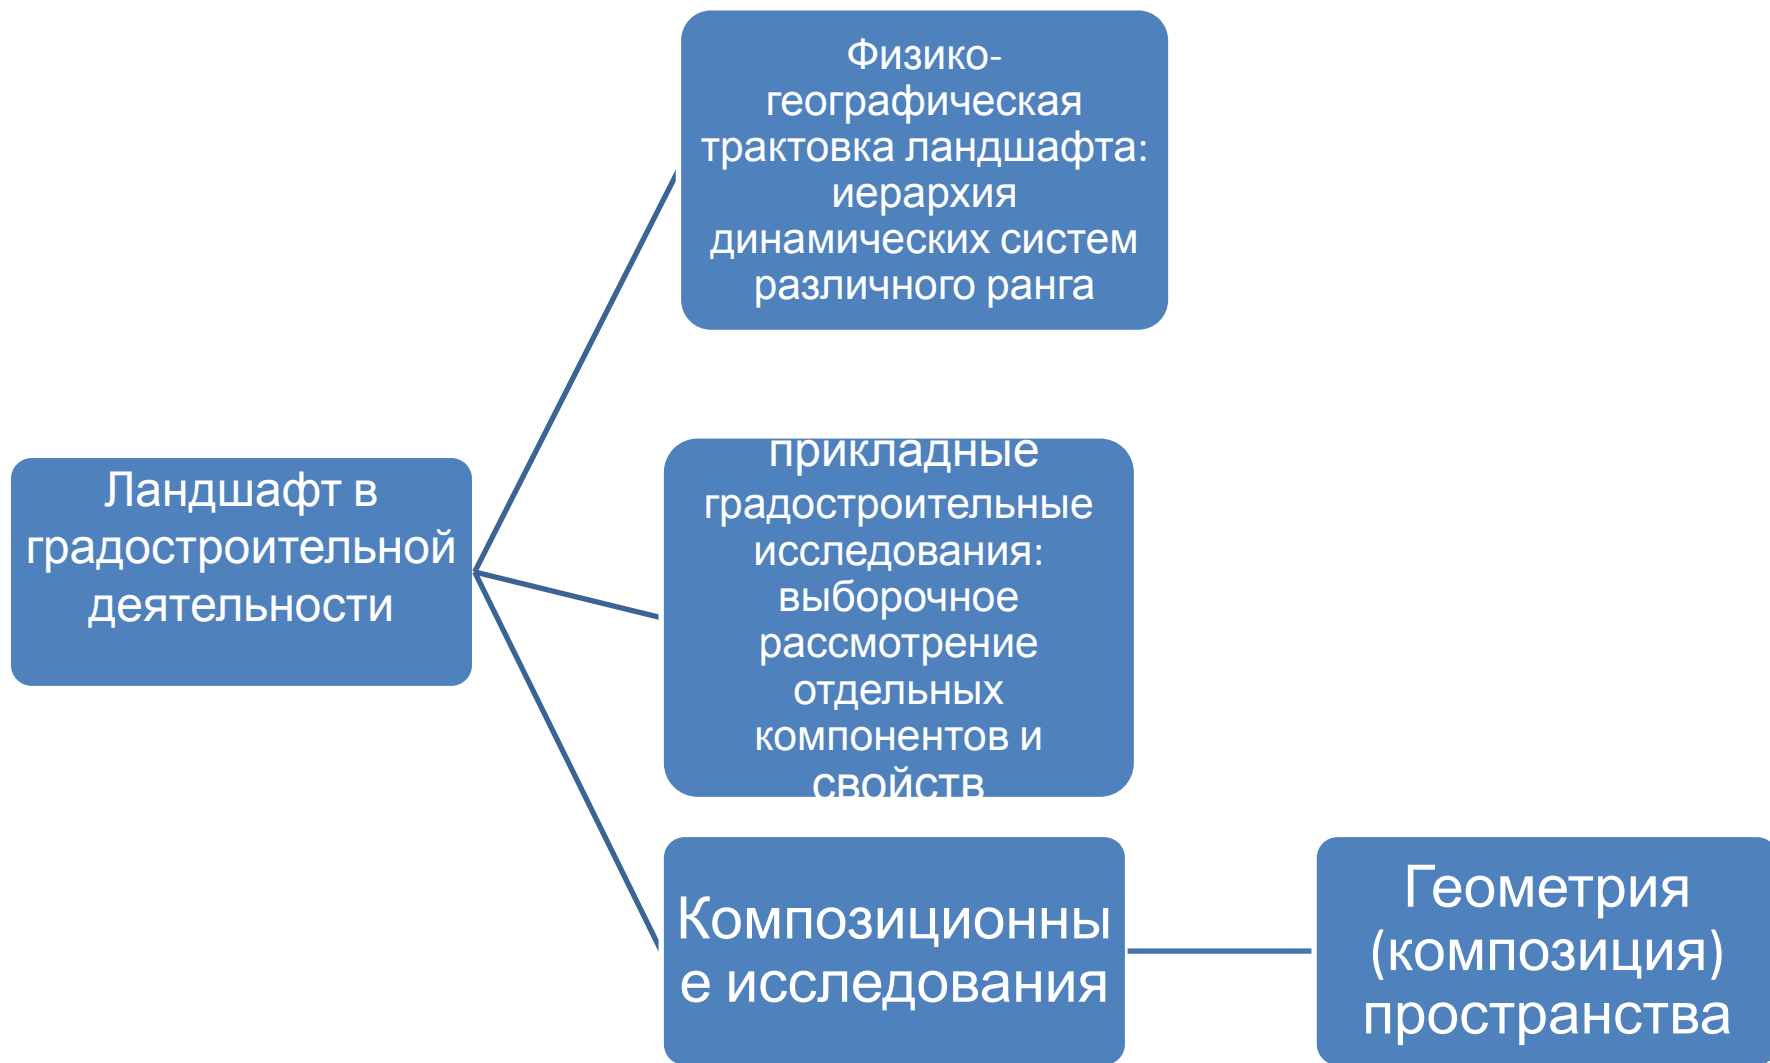 Физико-
географическая
трактовка ландшафта:
иерархия
динамических систем
различного ранга
Ландшафт в
градостроительной
деятельности
прикладные
градостроительные
исследования:
выборочное
рассмотрение
отдельных
компонентов и
свойств
Композиционны
е исследования
Геометрия
(композиция)
пространства